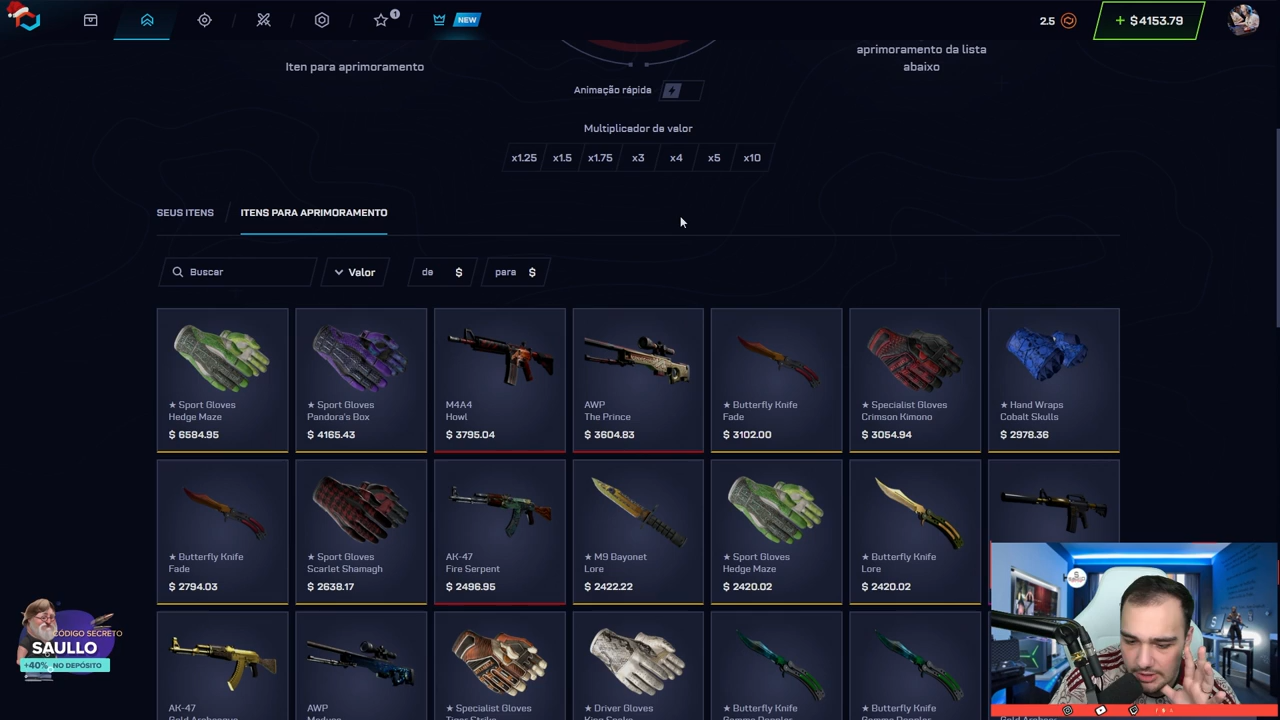 1
NEW
2.5
+ $4153.79
Iten para aprimoramento
aprimoramento da lista
abaixo
Animação rápida
Multiplicador de valor
x1.25 x1.5 x1.75 x3 x4 x5 x10
SEUS ITENS ITENS PARA APRIMORAMENTO
Buscar Valor de $ para $
★ Sport Gloves
Hedge Maze
$ 6584.95
★ Sport Gloves
Pandora's Box
$ 4165.43
M4A4
Howl
$ 3795.04
AWP
The Prince
$ 3604.83
★ Butterfly Knife
Fade
$ 3102.00
★ Specialist Gloves
Crimson Kimono
$ 3054.94
★ Hand Wraps
Cobalt Skulls
$ 2978.36
★ Butterfly Knife
Fade
$ 2794.03
★ Sport Gloves
Scarlet Shamagh
$ 2638.17
AK-47
Fire Serpent
$ 2496.95
★ M9 Bayonet
Lore
$ 2422.22
★ Sport Gloves
Hedge Maze
$ 2420.02
★ Butterfly Knife
Lore
$ 2420.02
AK-47
AWP
★ Specialist Gloves
★ Driver Gloves
★ Butterfly Knife
★ Butterfly Knife
CÓDIGO SECRETO
SAULLO
+40% NO DEPÓSITO